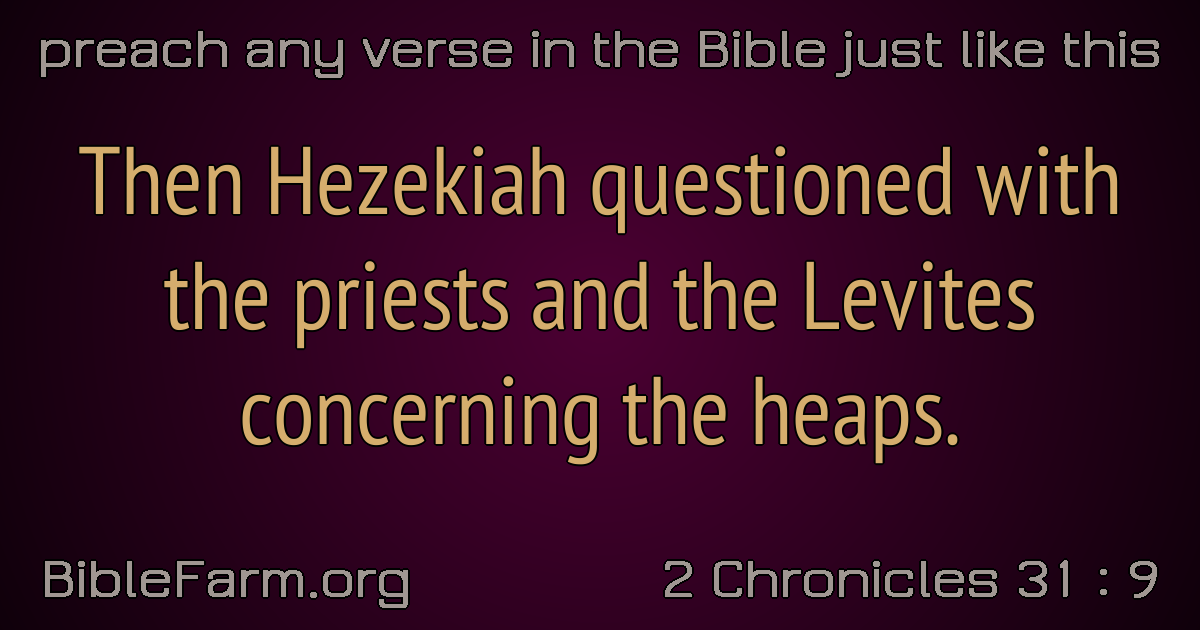 preach any verse in the Bible just like this
Then Hezekiah questioned with
the priests and the Levites
concerning the heaps.
BibleFarm.org
2 Chronicles 31 : 9